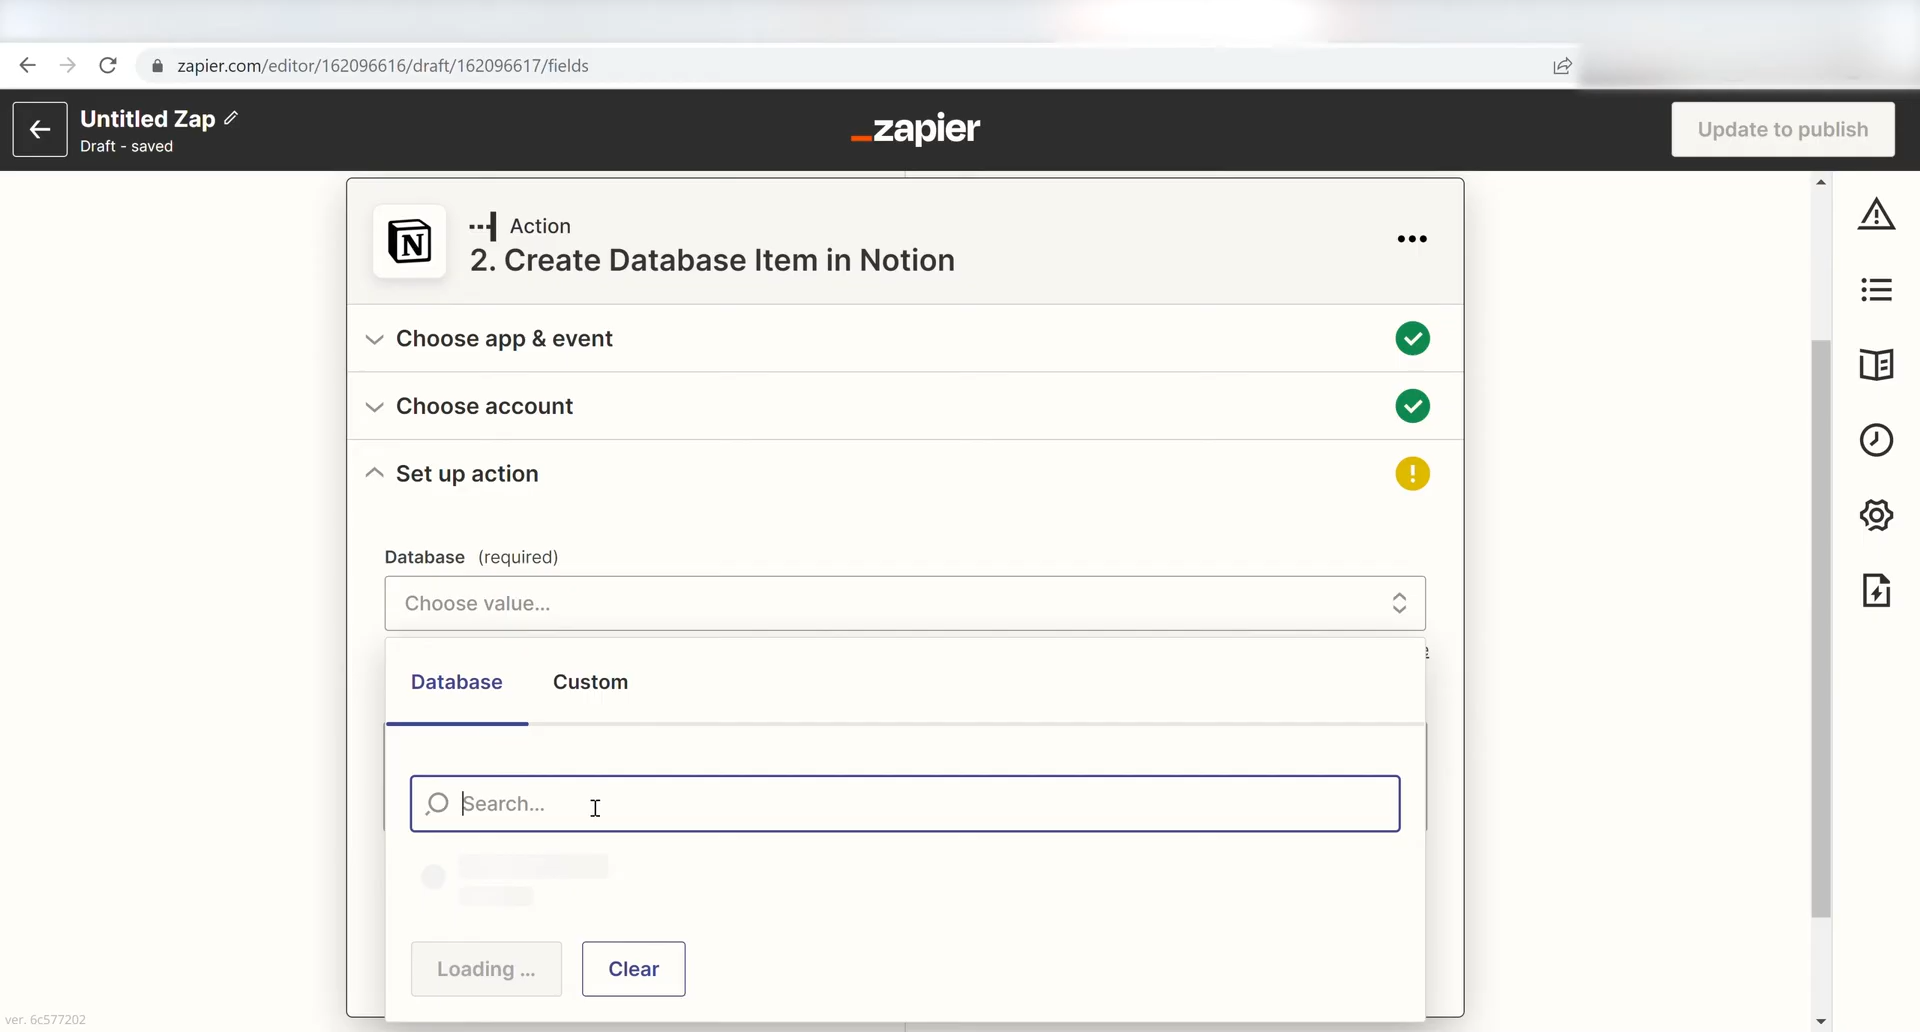 zapier.com/editor/162096616/draft/162096617/fields
Untitled Zap
Draft - saved
zapier
Update to publish
N
Action
2. Create Database Item in Notion
Choose app & event
Choose account
Set up action
!
Database (required)
Choose value...
Database Custom
Search...
Loading ... Clear
ver. 6c577202